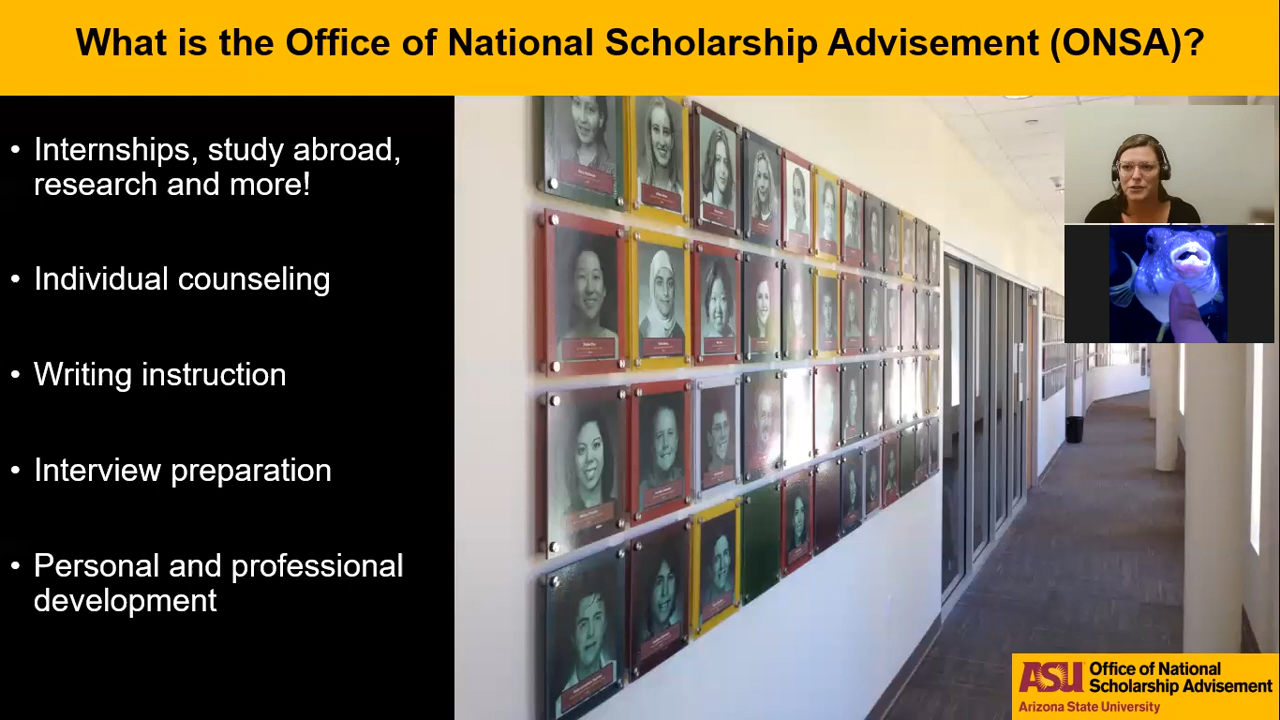 What is the Office of National Scholarship Advisement (ONSA)?
• Internships, study abroad,
research and more!
• Individual counseling
• Writing instruction
• Interview preparation
• Personal and professional
development
ASU Office of National
Scholarship Advisement
Arizona State University